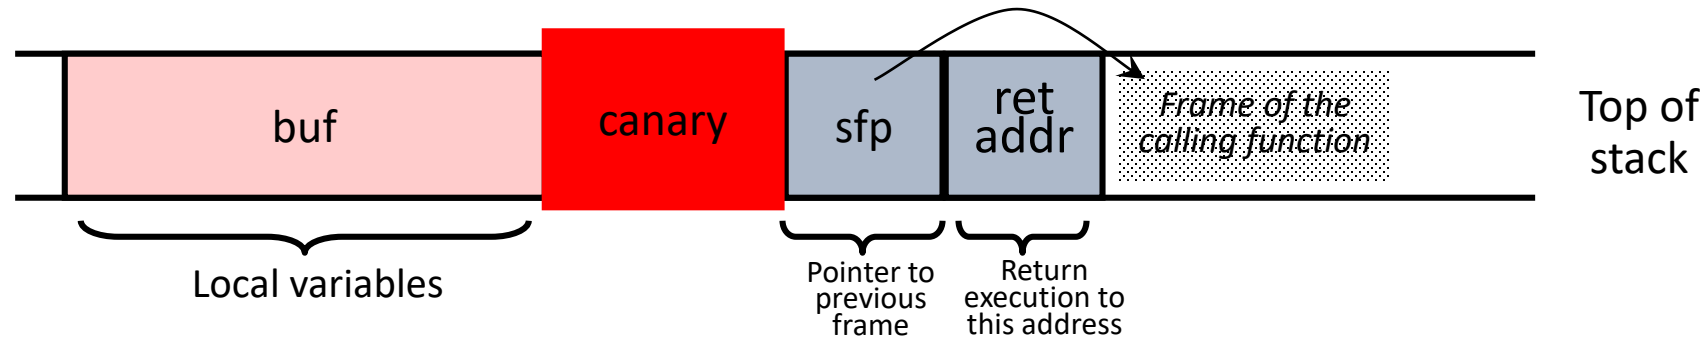 buf
canary
sfp
ret
addr
Frame of the
calling function
Top of
stack
Local variables
Pointer to
previous
frame
Return
execution to
this address